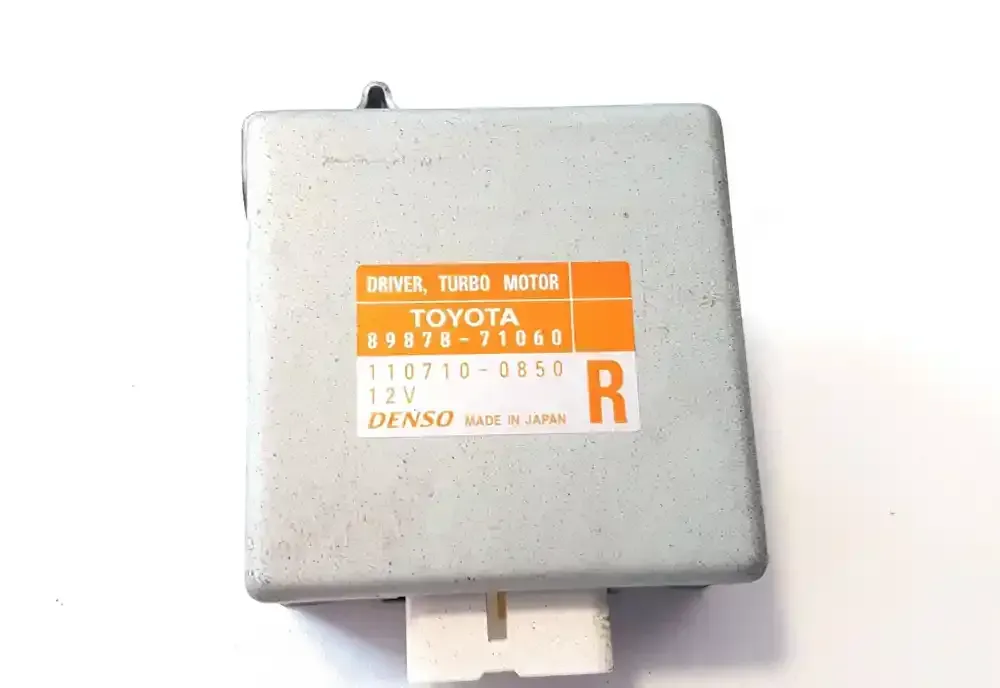 DRIVER, TURBO MOTOR
TOYOTA
89878-71060
110710-0850
12V
R
DENSO MADE IN JAPAN